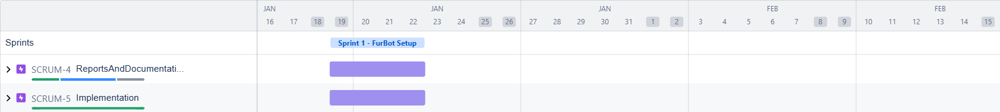 JAN JAN JAN FEB FEB
16 17 18 19 20 21 22 23 24 25 26 27 28 29 30 31 1 2 3 4 5 6 7 8 9 10 11 12 13 14 15
Sprints Sprint 1 - FurBot Setup
SCRUM-4 ReportsAndDocumentati...
SCRUM-5 Implementation